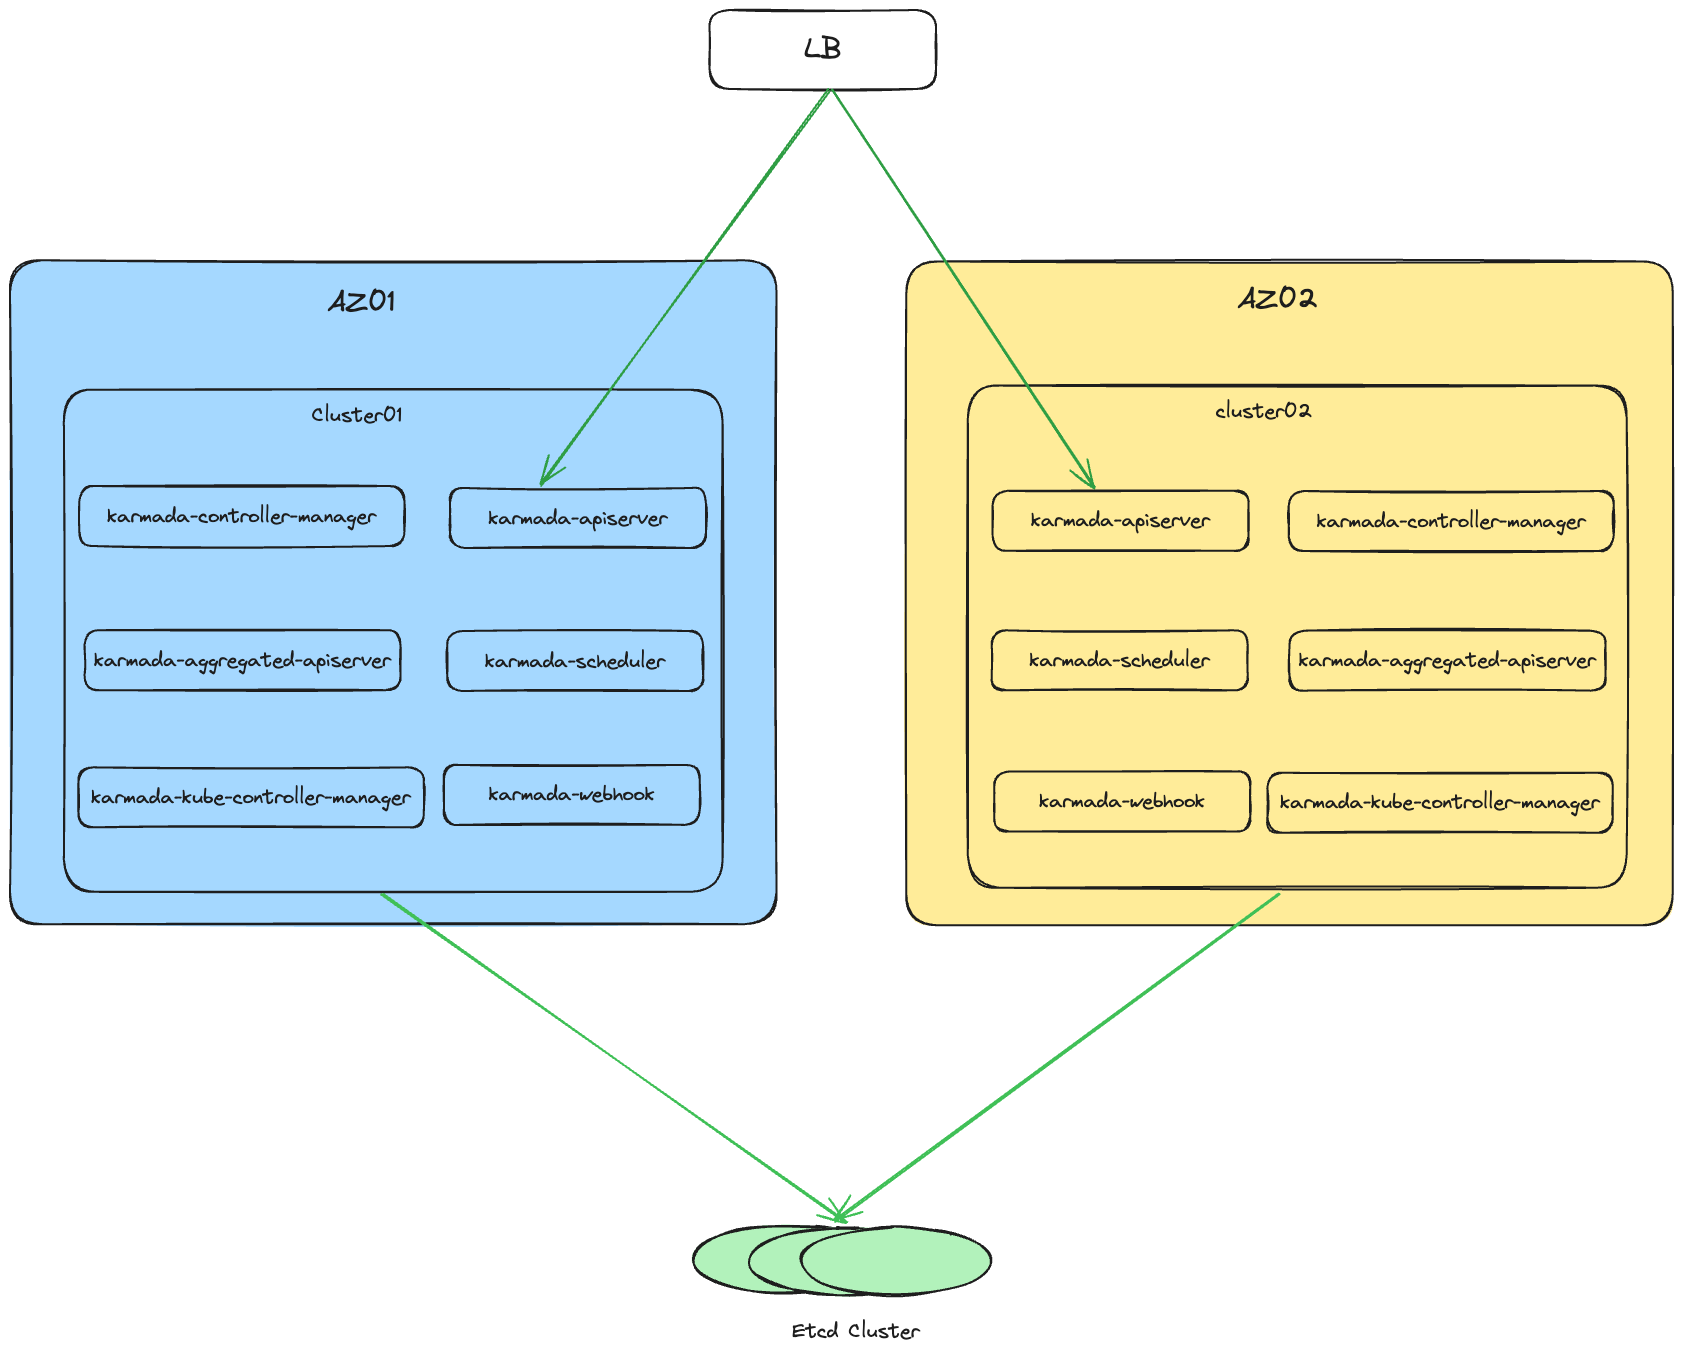 LB
AZ01
Cluster01
karmada-controller-manager
karmada-apiserver
karmada-aggregated-apiserver
karmada-scheduler
karmada-kube-controller-manager
karmada-webhook
AZ02
cluster02
karmada-apiserver
karmada-controller-manager
karmada-scheduler
karmada-aggregated-apiserver
karmada-webhook
karmada-kube-controller-manager
Etcd Cluster